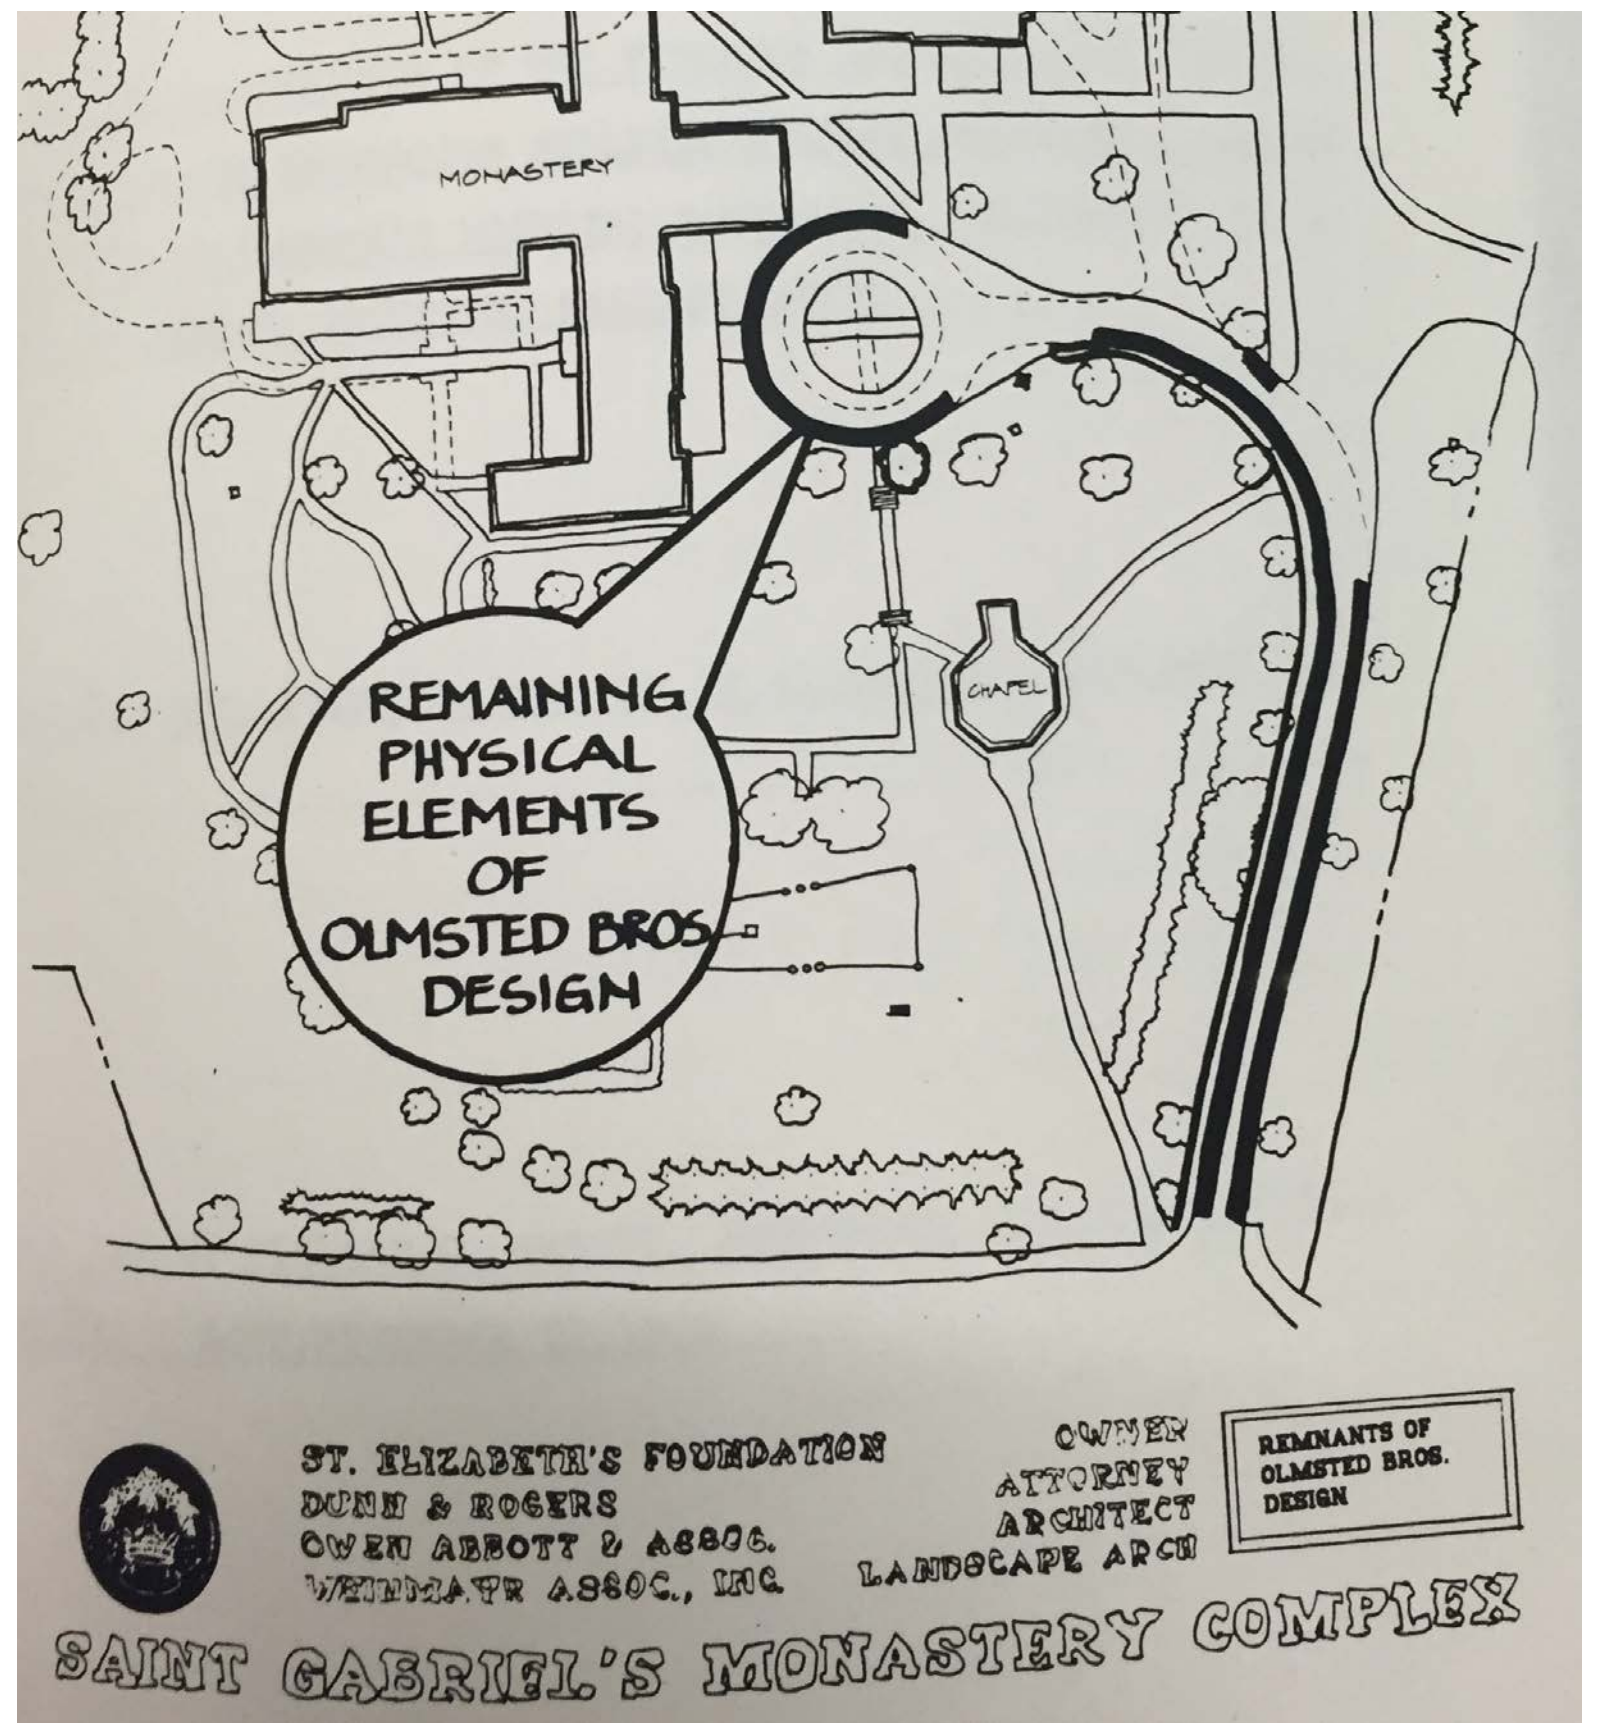 MONASTERY
CHAPEL
REMAINING
PHYSICAL
ELEMENTS
OF
OLMSTED BROS
DESIGN
ST. ELIZABETH'S FOUNDATION OWNER
DUNN & ROGERS ATTORNEY
OWEN ABBOTT & ASSOC. ARCHITECT
WEINMAYR ASSOC., INC. LANDSCAPE ARCH
REMNANTS OF
OLMSTED BROS.
DESIGN
SAINT GABRIEL'S MONASTERY COMPLEX